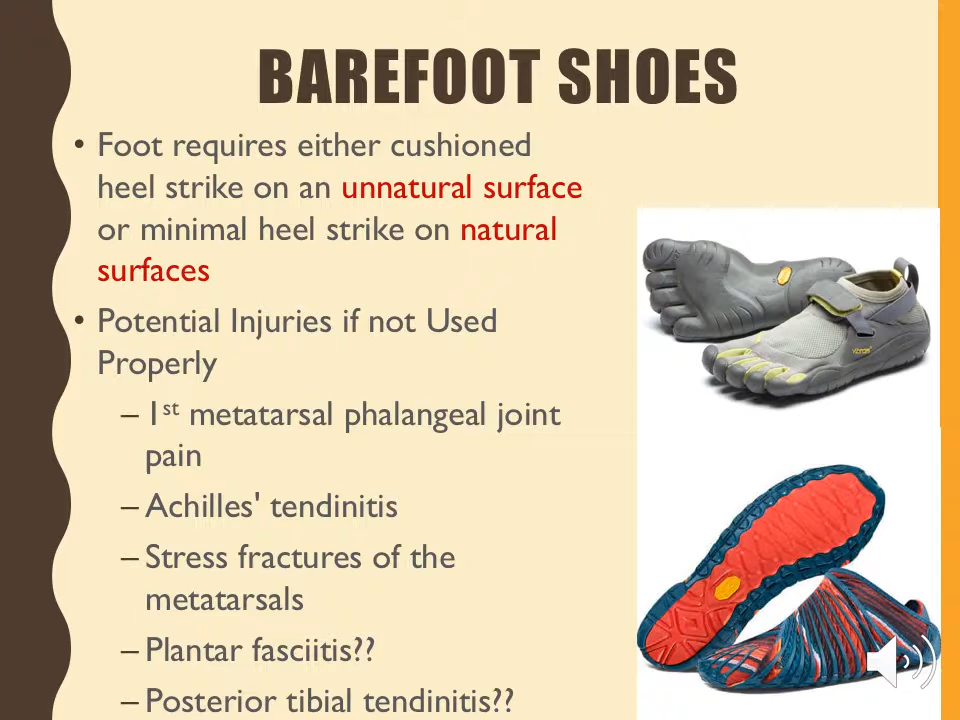 BAREFOOT SHOES
• Foot requires either cushioned
heel strike on an unnatural surface
or minimal heel strike on natural
surfaces
• Potential Injuries if not Used
Properly
– 1st metatarsal phalangeal joint
pain
– Achilles' tendinitis
– Stress fractures of the
metatarsals
– Plantar fasciitis??
– Posterior tibial tendinitis??
vibram